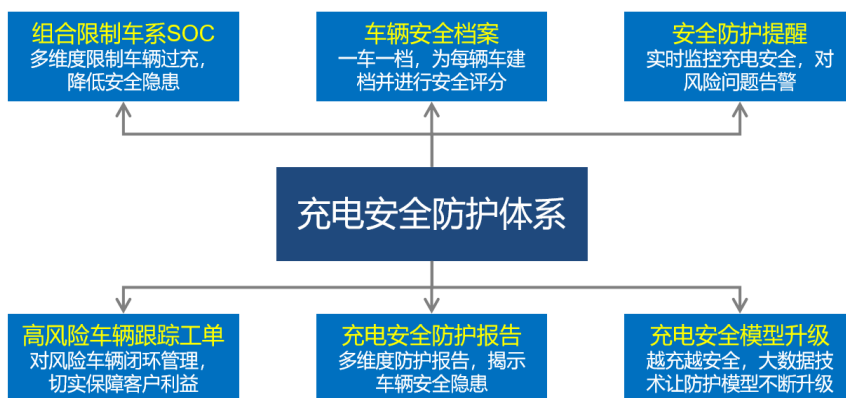 组合限制车系SOC
多维度限制车辆过充，
降低安全隐患
车辆安全档案
一车一档，为每辆车建
档并进行安全评分
安全防护提醒
实时监控充电安全，对
风险问题告警
充电安全防护体系
高风险车辆跟踪工单
对风险车辆闭环管理，
切实保障客户利益
充电安全防护报告
多维度防护报告，揭示
车辆安全隐患
充电安全模型升级
越充越安全，大数据技
术让防护模型不断升级